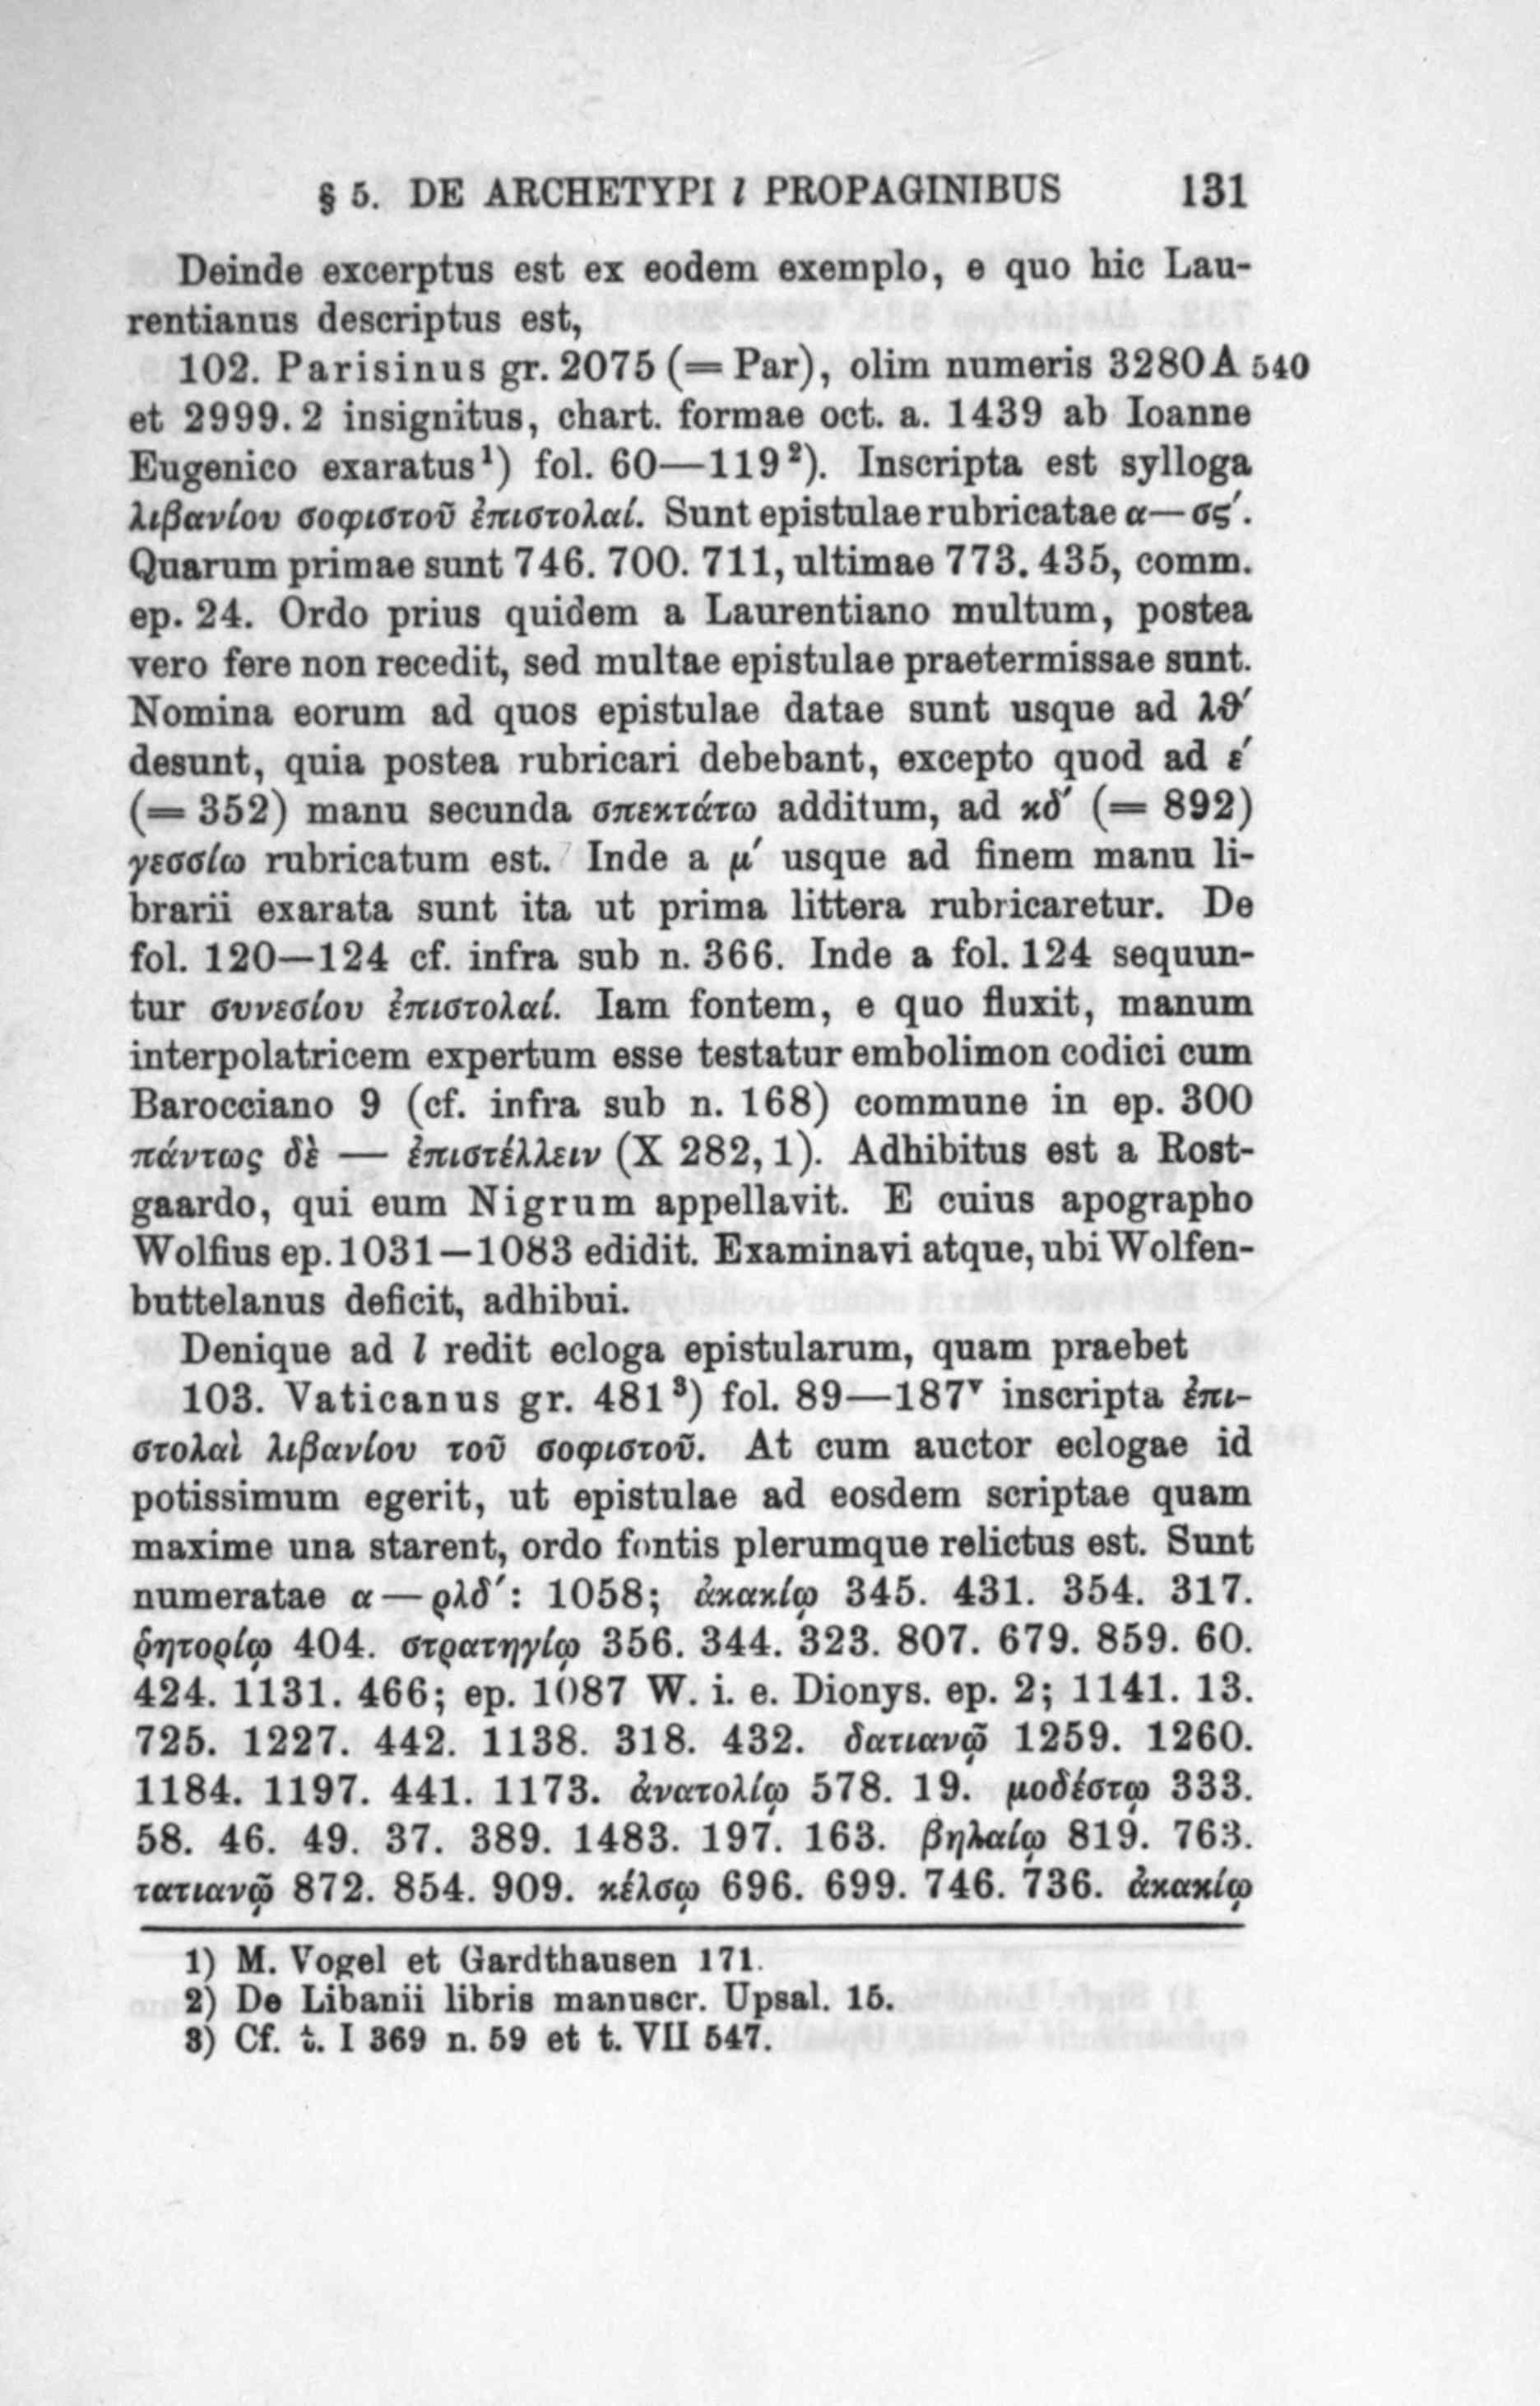 § 5. DE ARCHETYPI l PROPAGINIBUS 131
Deinde excerptus est ex eodem exemplo, e quo hic Lau-
rentianus descriptus est,
102. Parisinus gr. 2075 (= Par), olim numeris 3280A 540
et 2999. 2 insignitus, chart. formae oct. a. 1439 ab Ioanne
Eugenico exaratus¹) fol. 60—119²). Inscripta est sylloga
λιβανίου σοφιστοῦ ἐπιστολαί. Sunt epistulae rubricatae α—σς′.
Quarum primae sunt 746. 700. 711, ultimae 773. 435, comm.
ep. 24. Ordo prius quidem a Laurentiano multum, postea
vero fere non recedit, sed multae epistulae praetermissae sunt.
Nomina eorum ad quos epistulae datae sunt usque ad λϑ′
desunt, quia postea rubricari debebant, excepto quod ad ε′
(= 352) manu secunda σπεκτάτω additum, ad κδ′ (= 892)
γεσσίω rubricatum est. Inde a μ′ usque ad finem manu li-
brarii exarata sunt ita ut prima littera rubricaretur. De
fol. 120—124 cf. infra sub n. 366. Inde a fol. 124 sequun-
tur συνεσίου ἐπιστολαί. Iam fontem, e quo fluxit, manum
interpolatricem expertum esse testatur embolimon codici cum
Barocciano 9 (cf. infra sub n. 168) commune in ep. 300
πάντως δὲ — ἐπιστέλλειν (X 282, 1). Adhibitus est a Rost-
gaardo, qui eum Nigrum appellavit. E cuius apographo
Wolfius ep. 1031—1083 edidit. Examinavi atque, ubi Wolfen-
buttelanus deficit, adhibui.
Denique ad l redit ecloga epistularum, quam praebet
103. Vaticanus gr. 481³) fol. 89—187ᵛ inscripta ἐπι-
στολαὶ λιβανίου τοῦ σοφιστοῦ. At cum auctor eclogae id
potissimum egerit, ut epistulae ad eosdem scriptae quam
maxime una starent, ordo fontis plerumque relictus est. Sunt
numeratae α—ρλδ′: 1058; ἀκακίῳ 345. 431. 354. 317.
ῥητορίῳ 404. στρατηγίῳ 356. 344. 323. 807. 679. 859. 60.
424. 1131. 466; ep. 1087 W. i. e. Dionys. ep. 2; 1141. 13.
725. 1227. 442. 1138. 318. 432. δατιανῷ 1259. 1260.
1184. 1197. 441. 1173. ἀνατολίῳ 578. 19. μοδέστῳ 333.
58. 46. 49. 37. 389. 1483. 197. 163. βηλαίῳ 819. 763.
τατιανῷ 872. 854. 909. κέλσῳ 696. 699. 746. 736. ἀκακίῳ
1) M. Vogel et Gardthausen 171.
2) De Libanii libris manuscr. Upsal. 15.
3) Cf. t. I 369 n. 59 et t. VII 547.